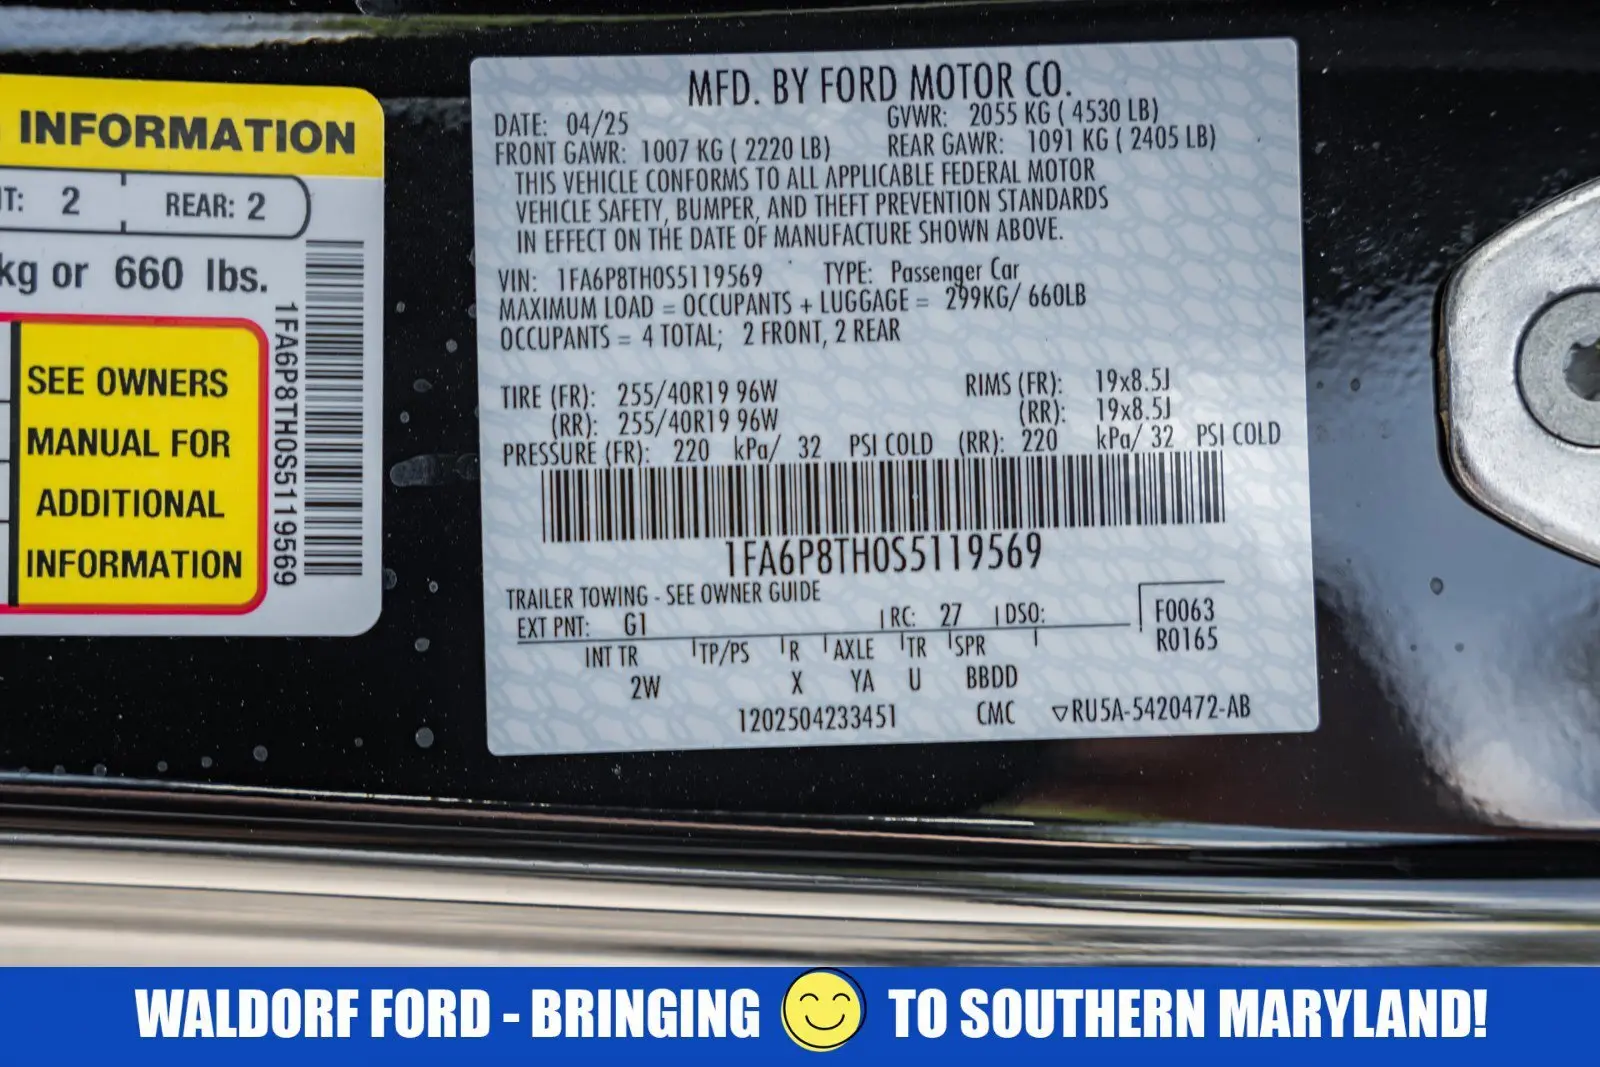 INFORMATION
T: 2 REAR: 2
kg or 660 lbs.
SEE OWNERS
MANUAL FOR
ADDITIONAL
INFORMATION
1FA6P8TH0S5119569
MFD. BY FORD MOTOR CO.
DATE: 04/25 GVWR: 2055 KG ( 4530 LB)
FRONT GAWR: 1007 KG ( 2220 LB) REAR GAWR: 1091 KG ( 2405 LB)
THIS VEHICLE CONFORMS TO ALL APPLICABLE FEDERAL MOTOR
VEHICLE SAFETY, BUMPER, AND THEFT PREVENTION STANDARDS
IN EFFECT ON THE DATE OF MANUFACTURE SHOWN ABOVE.
VIN: 1FA6P8TH0S5119569 TYPE: Passenger Car
MAXIMUM LOAD = OCCUPANTS + LUGGAGE = 299KG/ 660LB
OCCUPANTS = 4 TOTAL; 2 FRONT, 2 REAR
TIRE (FR): 255/40R19 96W RIMS (FR): 19x8.5J
(RR): 255/40R19 96W (RR): 19x8.5J
PRESSURE (FR): 220 kPa/ 32 PSI COLD (RR): 220 kPa/ 32 PSI COLD
1FA6P8TH0S5119569
TRAILER TOWING - SEE OWNER GUIDE
EXT PNT: G1 RC: 27 DSO: F0063
R0165
INT TR TP/PS R AXLE TR SPR
2W X YA U BBDD
1202504233451 CMC ▽RU5A-5420472-AB
WALDORF FORD - BRINGING 😊 TO SOUTHERN MARYLAND!